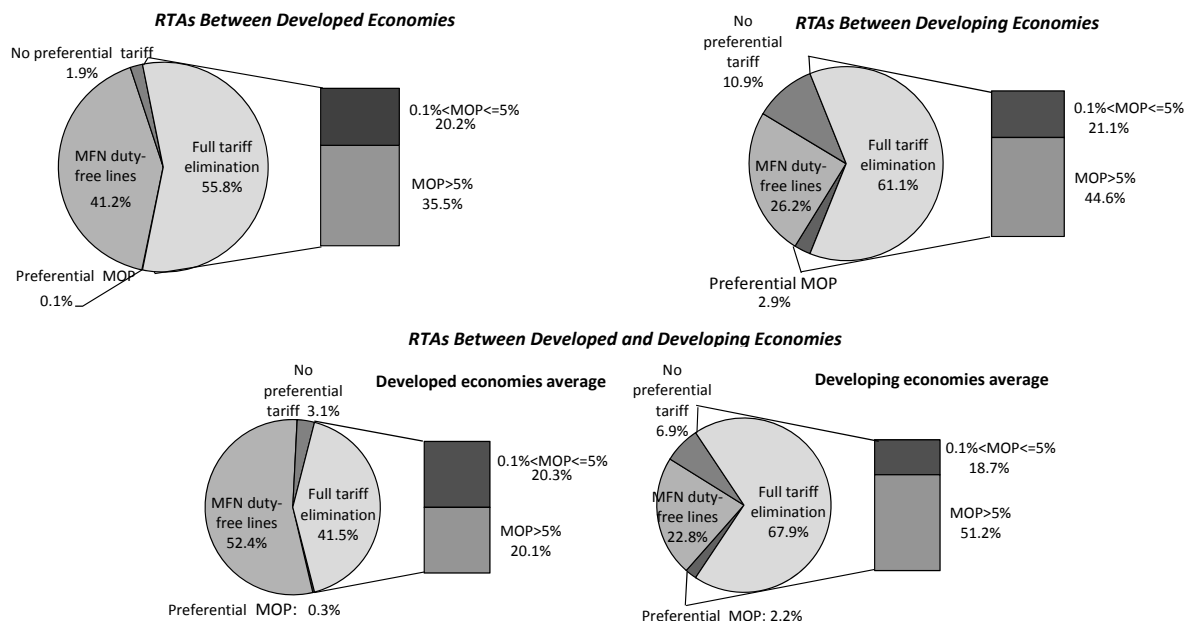 RTAs Between Developed Economies
No preferential tariff
1.9%
MFN duty-
free lines
41.2%
Full tariff
elimination
55.8%
Preferential MOP
0.1%
0.1%<MOP<=5%
20.2%
MOP>5%
35.5%
RTAs Between Developing Economies
No
preferential
tariff
10.9%
MFN duty-
free lines
26.2%
Full tariff
elimination
61.1%
Preferential MOP
2.9%
0.1%<MOP<=5%
21.1%
MOP>5%
44.6%
RTAs Between Developed and Developing Economies
Developed economies average
No
preferential
tariff 3.1%
MFN duty-
free lines
52.4%
Full tariff
elimination
41.5%
Preferential MOP: 0.3%
0.1%<MOP<=5%
20.3%
MOP>5%
20.1%
Developing economies average
No
preferential
tariff
6.9%
MFN duty-
free lines
22.8%
Full tariff
elimination
67.9%
Preferential MOP: 2.2%
0.1%<MOP<=5%
18.7%
MOP>5%
51.2%